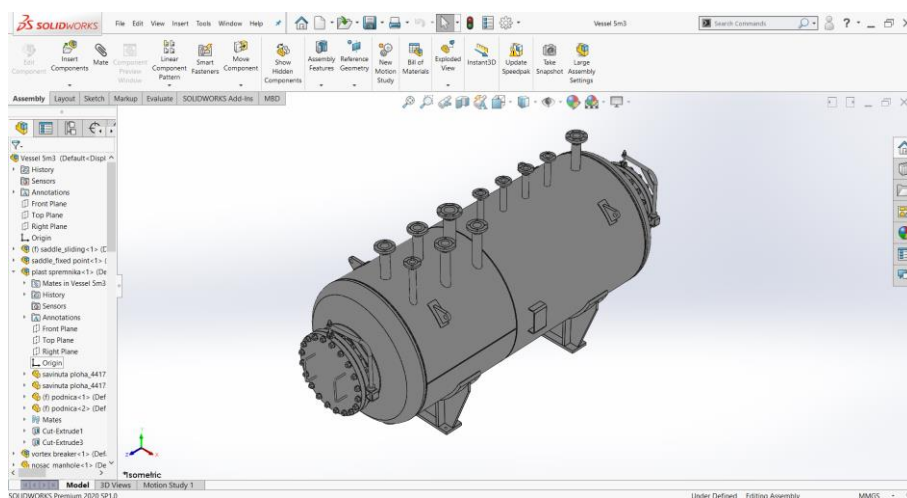 SOLIDWORKS File Edit View Insert Tools Window Help Vessel 5m3 Search Commands
Edit Component
Insert Components
Mate
Component Preview Window
Linear Component Pattern
Smart Fasteners
Move Component
Show Hidden Components
Assembly Features
Reference Geometry
New Motion Study
Bill of Materials
Exploded View
Instant3D
Update Speedpak
Take Snapshot
Large Assembly Settings
Assembly Layout Sketch Markup Evaluate SOLIDWORKS Add-Ins MBD
Vessel 5m3 (Default<Displ
History
Sensors
Annotations
Front Plane
Top Plane
Right Plane
Origin
(f) saddle_sliding<1> (D
saddle_fixed point<1> (
plast spremnika<1> (De
Mates in Vessel 5m3
History
Sensors
Annotations
Front Plane
Top Plane
Right Plane
Origin
savinuta ploha_4417
savinuta ploha_4417
(f) podnica<1> (Def
(f) podnica<2> (Def
Mates
Cut-Extrude1
Cut-Extrude3
vortex breaker<1> (Def.
nosac manhole<1> (De
*Isometric
Model 3D Views Motion Study 1
SOLIDWORKS Premium 2020 SP1.0 Under Defined Editing Assembly MMGS